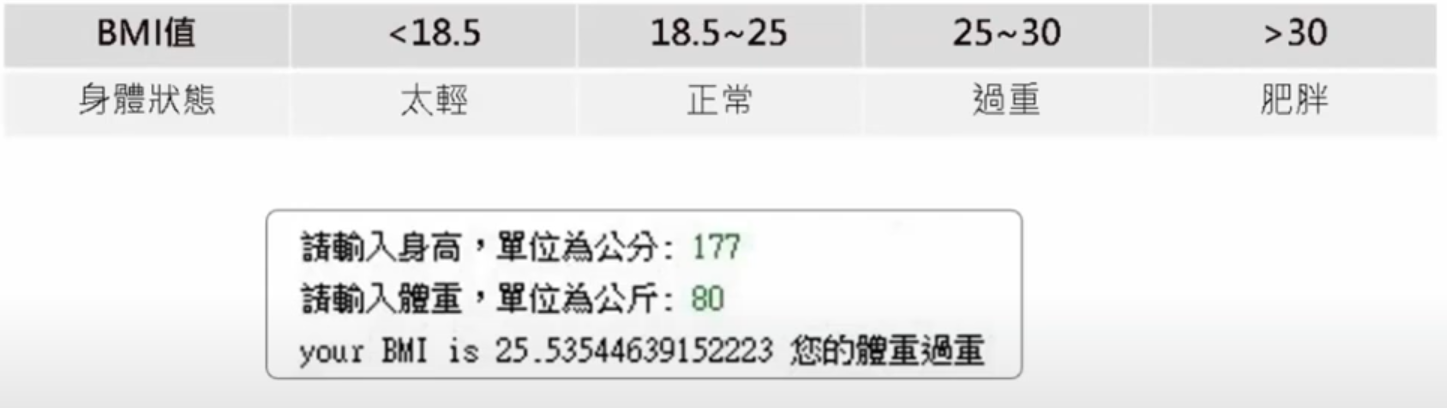 BMI值 <18.5 18.5~25 25~30 >30
身體狀態 太輕 正常 過重 肥胖
請輸入身高，單位為公分: 177
請輸入體重，單位為公斤: 80
your BMI is 25.53544639152223 您的體重過重